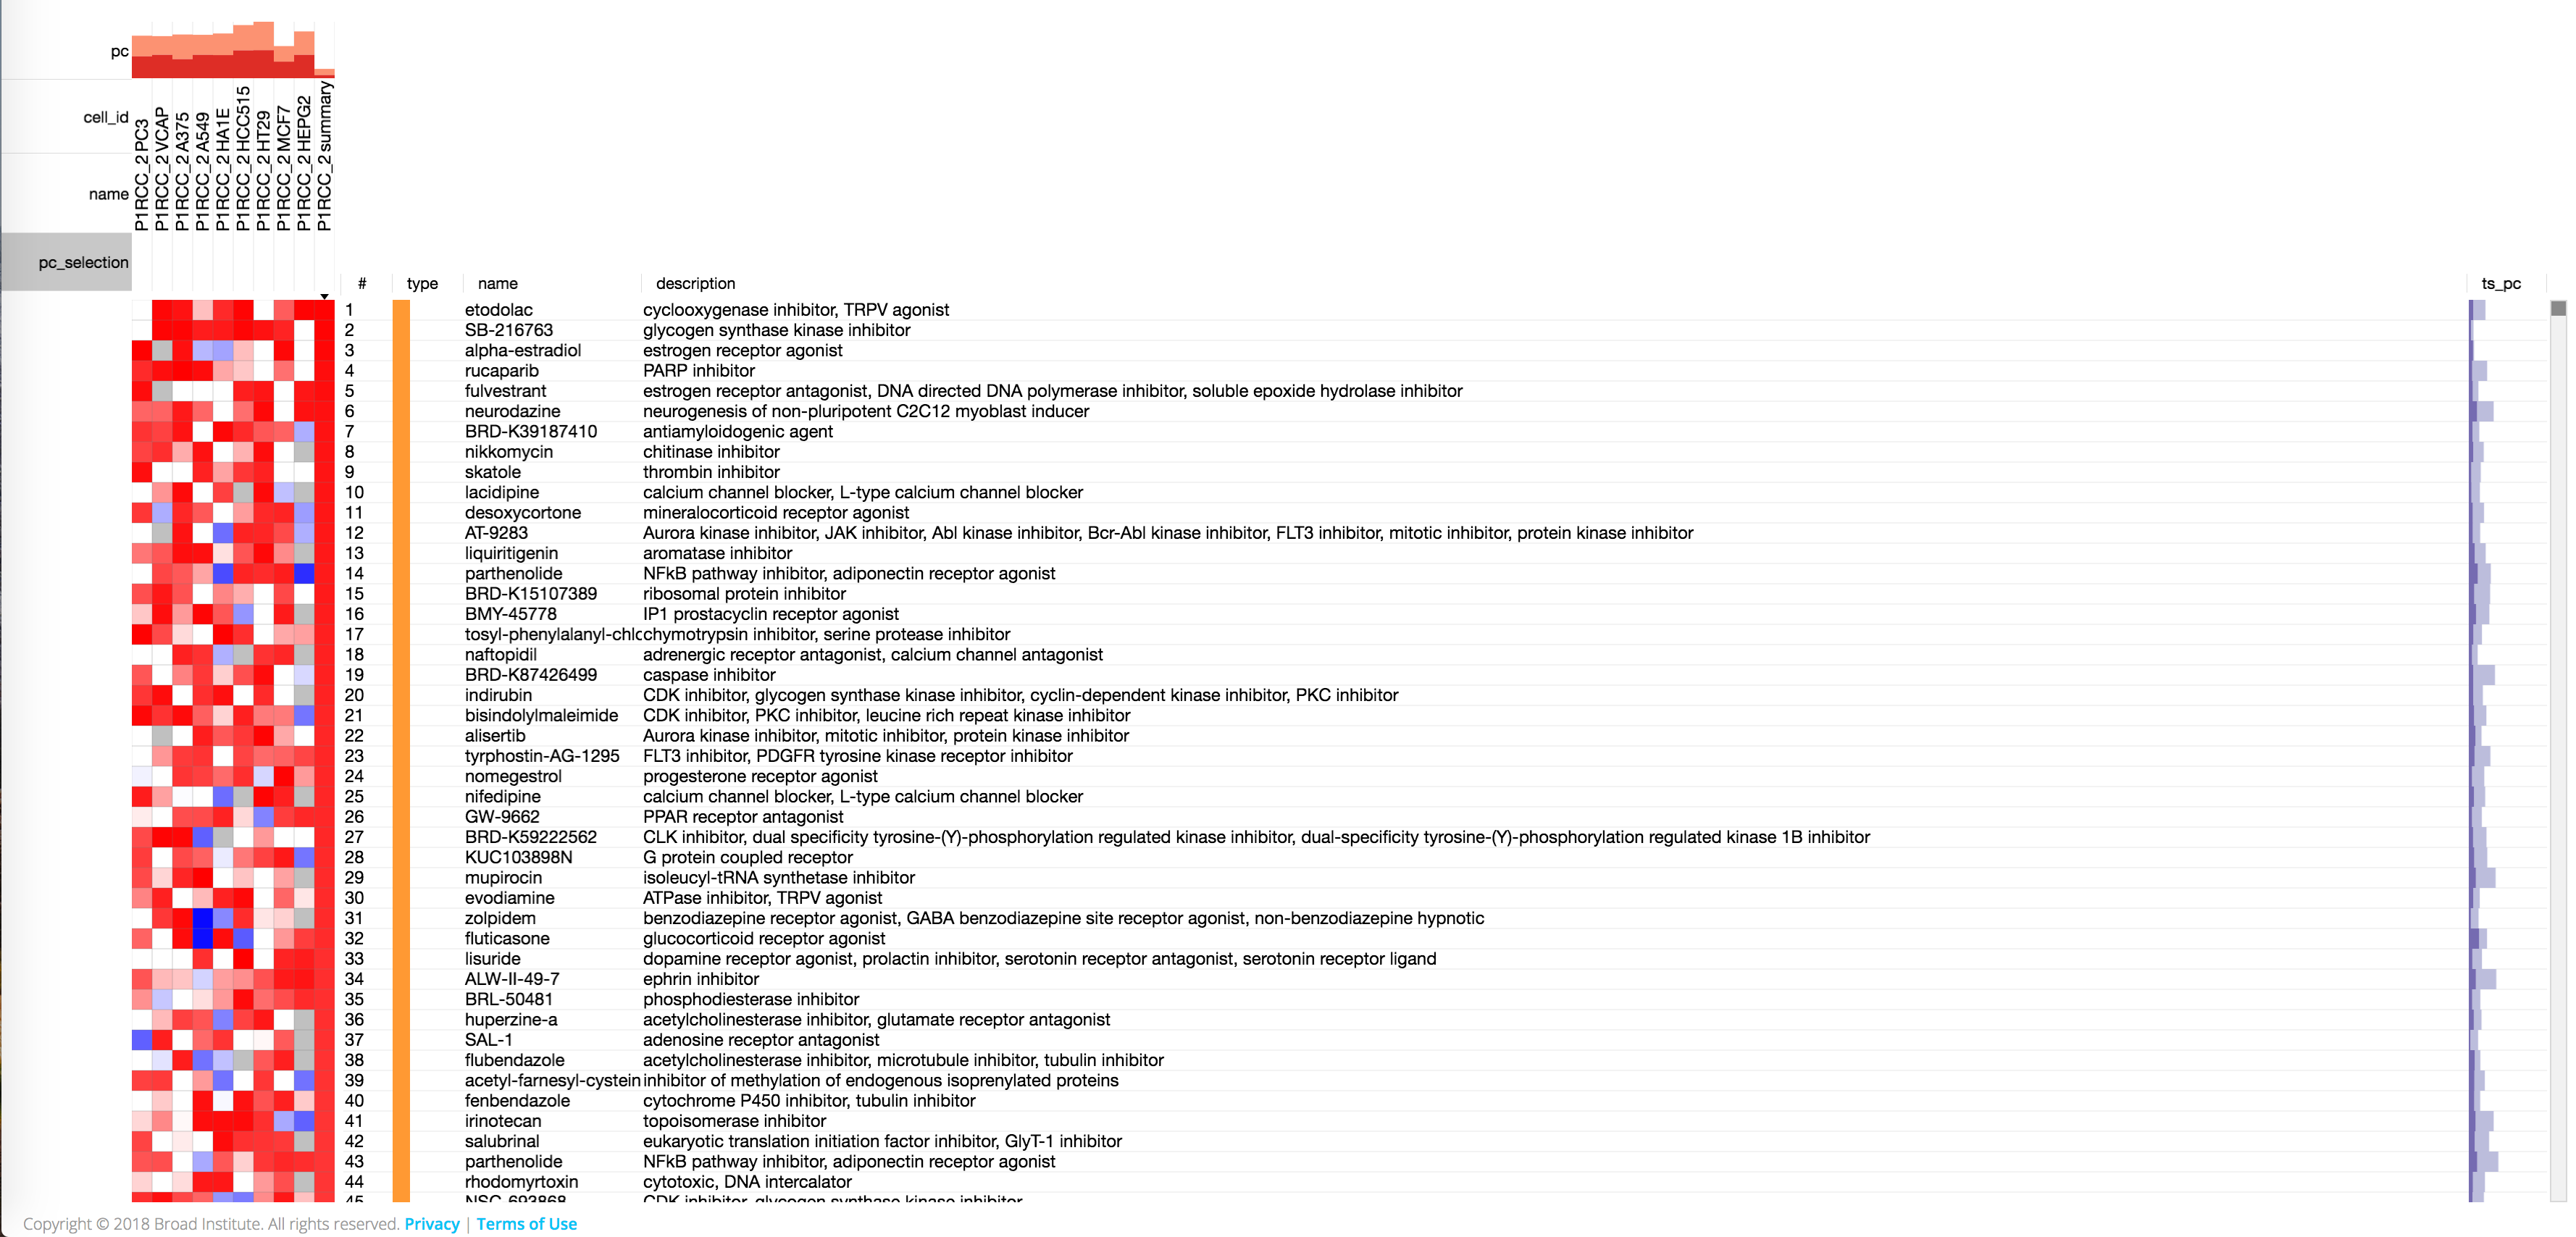 pc
cell_id
name
pc_selection
P1RCC_2 PC3
P1RCC_2 VCAP
P1RCC_2 A375
P1RCC_2 A549
P1RCC_2 HA1E
P1RCC_2 HCC515
P1RCC_2 HT29
P1RCC_2 MCF7
P1RCC_2 HEPG2
P1RCC_2 summary
# type name description ts_pc
1 etodolac cyclooxygenase inhibitor, TRPV agonist
2 SB-216763 glycogen synthase kinase inhibitor
3 alpha-estradiol estrogen receptor agonist
4 rucaparib PARP inhibitor
5 fulvestrant estrogen receptor antagonist, DNA directed DNA polymerase inhibitor, soluble epoxide hydrolase inhibitor
6 neurodazine neurogenesis of non-pluripotent C2C12 myoblast inducer
7 BRD-K39187410 antiamyloidogenic agent
8 nikkomycin chitinase inhibitor
9 skatole thrombin inhibitor
10 lacidipine calcium channel blocker, L-type calcium channel blocker
11 desoxycortone mineralocorticoid receptor agonist
12 AT-9283 Aurora kinase inhibitor, JAK inhibitor, Abl kinase inhibitor, Bcr-Abl kinase inhibitor, FLT3 inhibitor, mitotic inhibitor, protein kinase inhibitor
13 liquiritigenin aromatase inhibitor
14 parthenolide NFkB pathway inhibitor, adiponectin receptor agonist
15 BRD-K15107389 ribosomal protein inhibitor
16 BMY-45778 IP1 prostacyclin receptor agonist
17 tosyl-phenylalanyl-chlc chymotrypsin inhibitor, serine protease inhibitor
18 naftopidil adrenergic receptor antagonist, calcium channel antagonist
19 BRD-K87426499 caspase inhibitor
20 indirubin CDK inhibitor, glycogen synthase kinase inhibitor, cyclin-dependent kinase inhibitor, PKC inhibitor
21 bisindolylmaleimide CDK inhibitor, PKC inhibitor, leucine rich repeat kinase inhibitor
22 alisertib Aurora kinase inhibitor, mitotic inhibitor, protein kinase inhibitor
23 tyrphostin-AG-1295 FLT3 inhibitor, PDGFR tyrosine kinase receptor inhibitor
24 nomegestrol progesterone receptor agonist
25 nifedipine calcium channel blocker, L-type calcium channel blocker
26 GW-9662 PPAR receptor antagonist
27 BRD-K59222562 CLK inhibitor, dual specificity tyrosine-(Y)-phosphorylation regulated kinase inhibitor, dual-specificity tyrosine-(Y)-phosphorylation regulated kinase 1B inhibitor
28 KUC103898N G protein coupled receptor
29 mupirocin isoleucyl-tRNA synthetase inhibitor
30 evodiamine ATPase inhibitor, TRPV agonist
31 zolpidem benzodiazepine receptor agonist, GABA benzodiazepine site receptor agonist, non-benzodiazepine hypnotic
32 fluticasone glucocorticoid receptor agonist
33 lisuride dopamine receptor agonist, prolactin inhibitor, serotonin receptor antagonist, serotonin receptor ligand
34 ALW-II-49-7 ephrin inhibitor
35 BRL-50481 phosphodiesterase inhibitor
36 huperzine-a acetylcholinesterase inhibitor, glutamate receptor antagonist
37 SAL-1 adenosine receptor antagonist
38 flubendazole acetylcholinesterase inhibitor, microtubule inhibitor, tubulin inhibitor
39 acetyl-farnesyl-cystein inhibitor of methylation of endogenous isoprenylated proteins
40 fenbendazole cytochrome P450 inhibitor, tubulin inhibitor
41 irinotecan topoisomerase inhibitor
42 salubrinal eukaryotic translation initiation factor inhibitor, GlyT-1 inhibitor
43 parthenolide NFkB pathway inhibitor, adiponectin receptor agonist
44 rhodomyrtoxin cytotoxic, DNA intercalator
45 NSC-693868 CDK inhibitor, glycogen synthase kinase inhibitor
Copyright © 2018 Broad Institute. All rights reserved. Privacy | Terms of Use